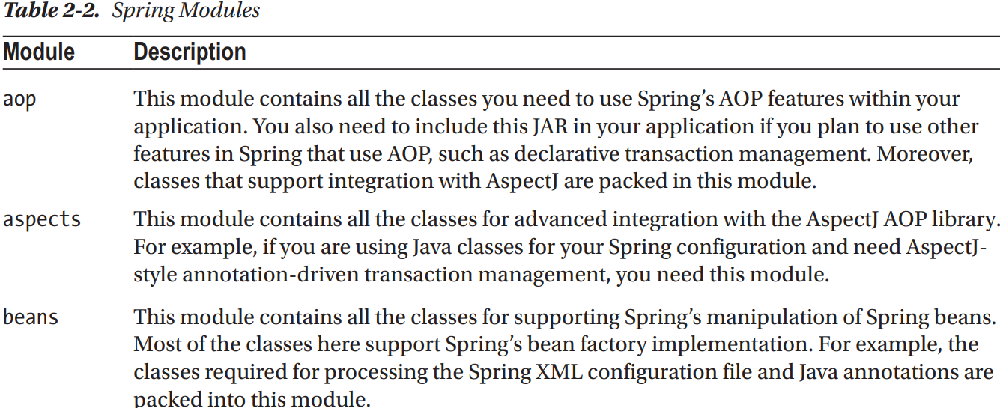 Table 2-2. Spring Modules
Module Description
aop This module contains all the classes you need to use Spring’s AOP features within your
application. You also need to include this JAR in your application if you plan to use other
features in Spring that use AOP, such as declarative transaction management. Moreover,
classes that support integration with AspectJ are packed in this module.
aspects This module contains all the classes for advanced integration with the AspectJ AOP library.
For example, if you are using Java classes for your Spring configuration and need AspectJ-
style annotation-driven transaction management, you need this module.
beans This module contains all the classes for supporting Spring’s manipulation of Spring beans.
Most of the classes here support Spring’s bean factory implementation. For example, the
classes required for processing the Spring XML configuration file and Java annotations are
packed into this module.